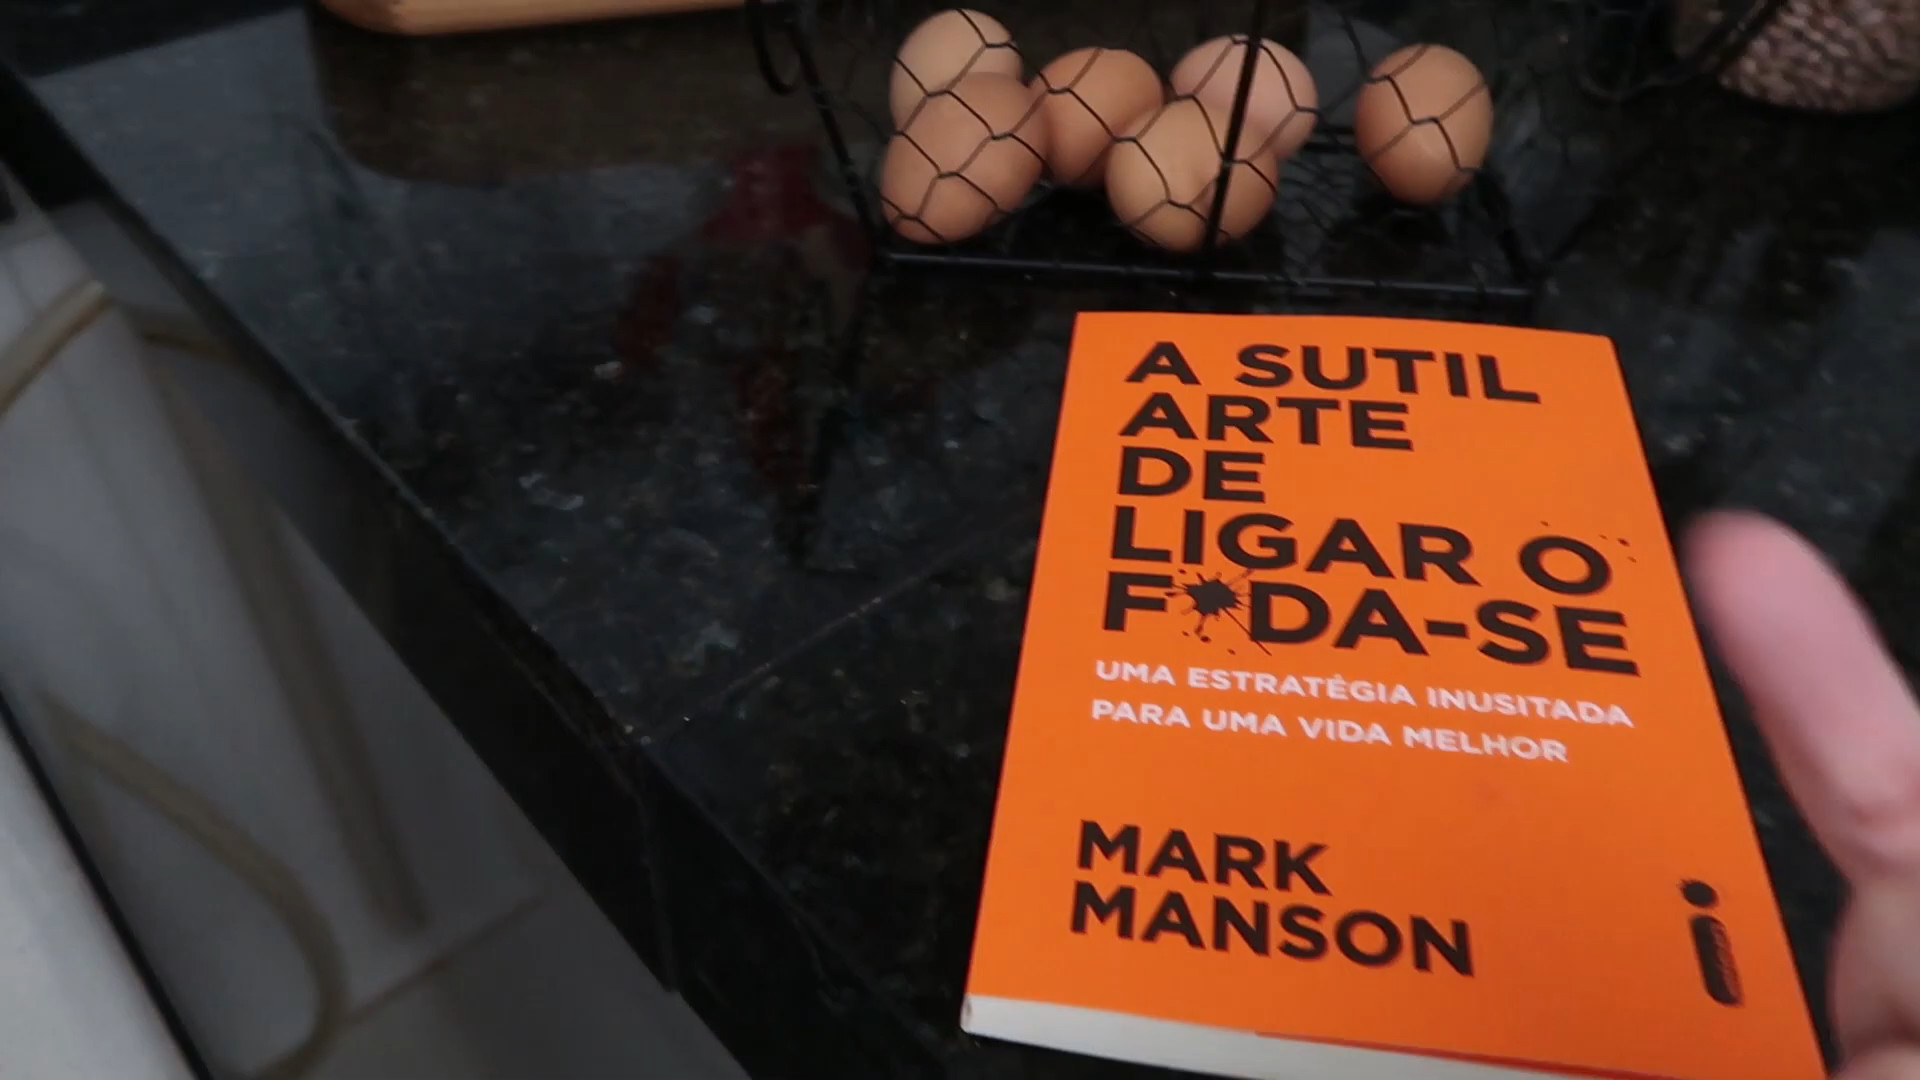 A SUTIL
ARTE
DE
LIGAR O
F*DA-SE
UMA ESTRATÉGIA INUSITADA
PARA UMA VIDA MELHOR
MARK
MANSON